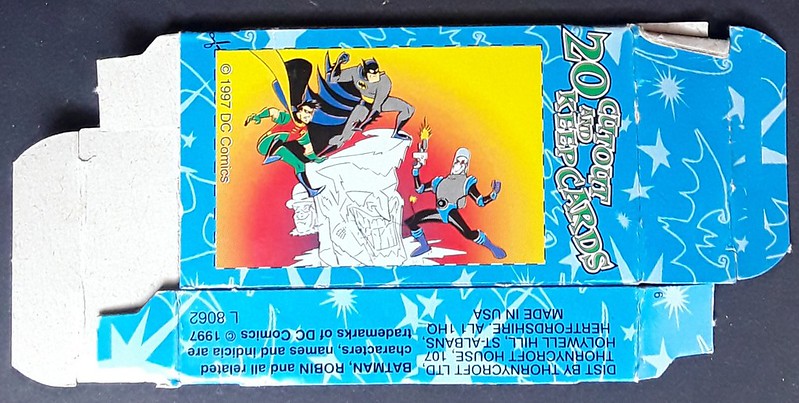 20 CUTOUT
AND
KEEP CARDS
© 1997 DC Comics
BATMAN, ROBIN and all related
characters, names and indicia are
trademarks of DC Comics © 1997
L 8062
DIST BY THORNYCROFT LTD,
THORNYCROFT HOUSE, 107
HOLYWELL HILL, ST-ALBANS,
HERTFORDSHIRE, AL1 1HQ
MADE IN USA